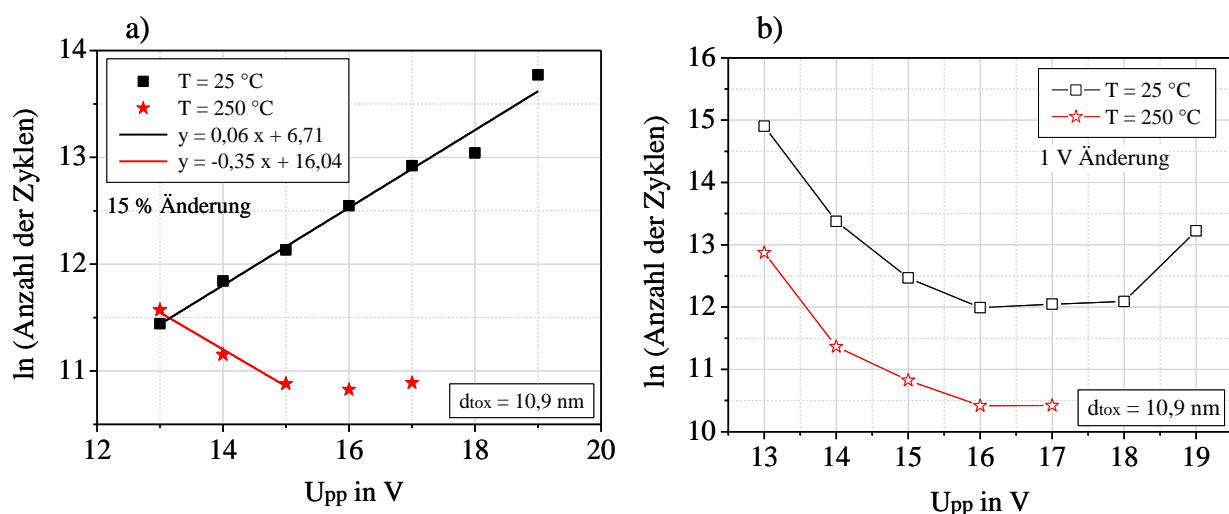 a)
14
13
12
11
12
14
16
18
20
ln (Anzahl der Zyklen)
Upp in V
T = 25 °C
T = 250 °C
y = 0,06 x + 6,71
y = -0,35 x + 16,04
15 % Änderung
dtox = 10,9 nm
b)
16
15
14
13
12
11
10
13
14
15
16
17
18
19
ln (Anzahl der Zyklen)
Upp in V
T = 25 °C
T = 250 °C
1 V Änderung
dtox = 10,9 nm